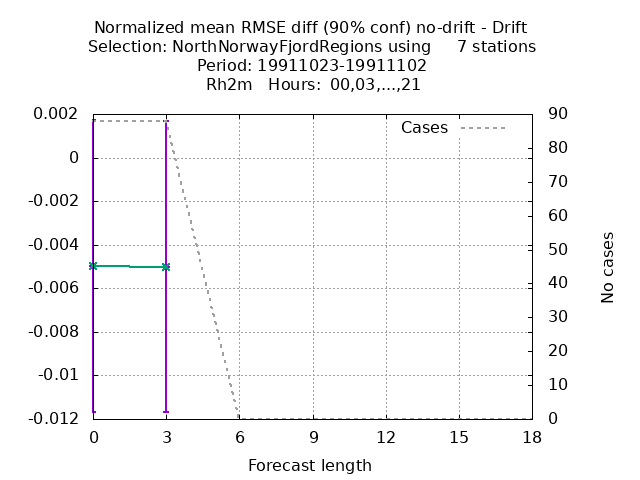 Normalized mean RMSE diff (90% conf) no-drift - Drift
Selection: NorthNorwayFjordRegions using     7 stations
Period: 19911023-19911102
Rh2m   Hours:  00,03,...,21
Cases
0.002
0
-0.002
-0.004
-0.006
-0.008
-0.01
-0.012
90
80
70
60
50
40
30
20
10
0
No cases
0 3 6 9 12 15 18
Forecast length